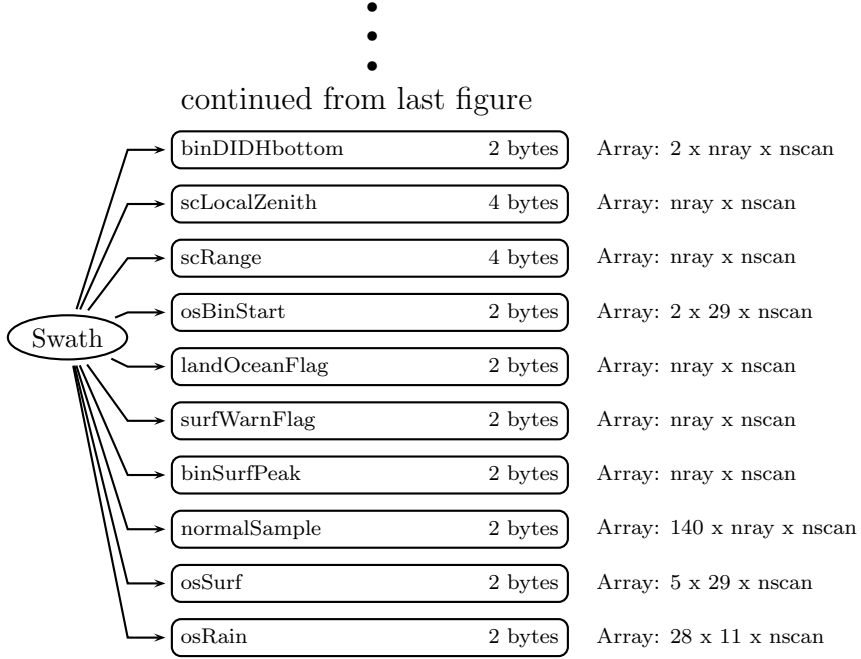 continued from last figure
binDIDHbottom 2 bytes Array: 2 x nray x nscan
scLocalZenith 4 bytes Array: nray x nscan
scRange 4 bytes Array: nray x nscan
osBinStart 2 bytes Array: 2 x 29 x nscan
Swath
landOceanFlag 2 bytes Array: nray x nscan
surfWarnFlag 2 bytes Array: nray x nscan
binSurfPeak 2 bytes Array: nray x nscan
normalSample 2 bytes Array: 140 x nray x nscan
osSurf 2 bytes Array: 5 x 29 x nscan
osRain 2 bytes Array: 28 x 11 x nscan